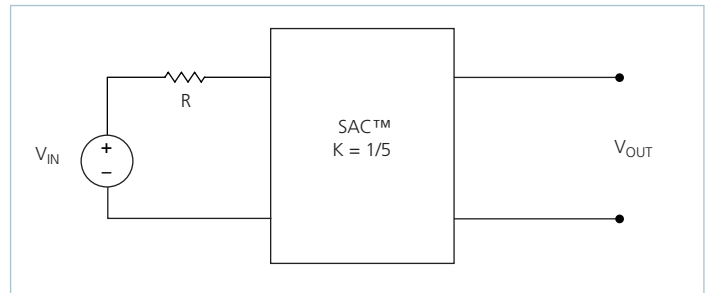 R
SAC™
K = 1/5
V_IN
+
–
V_OUT